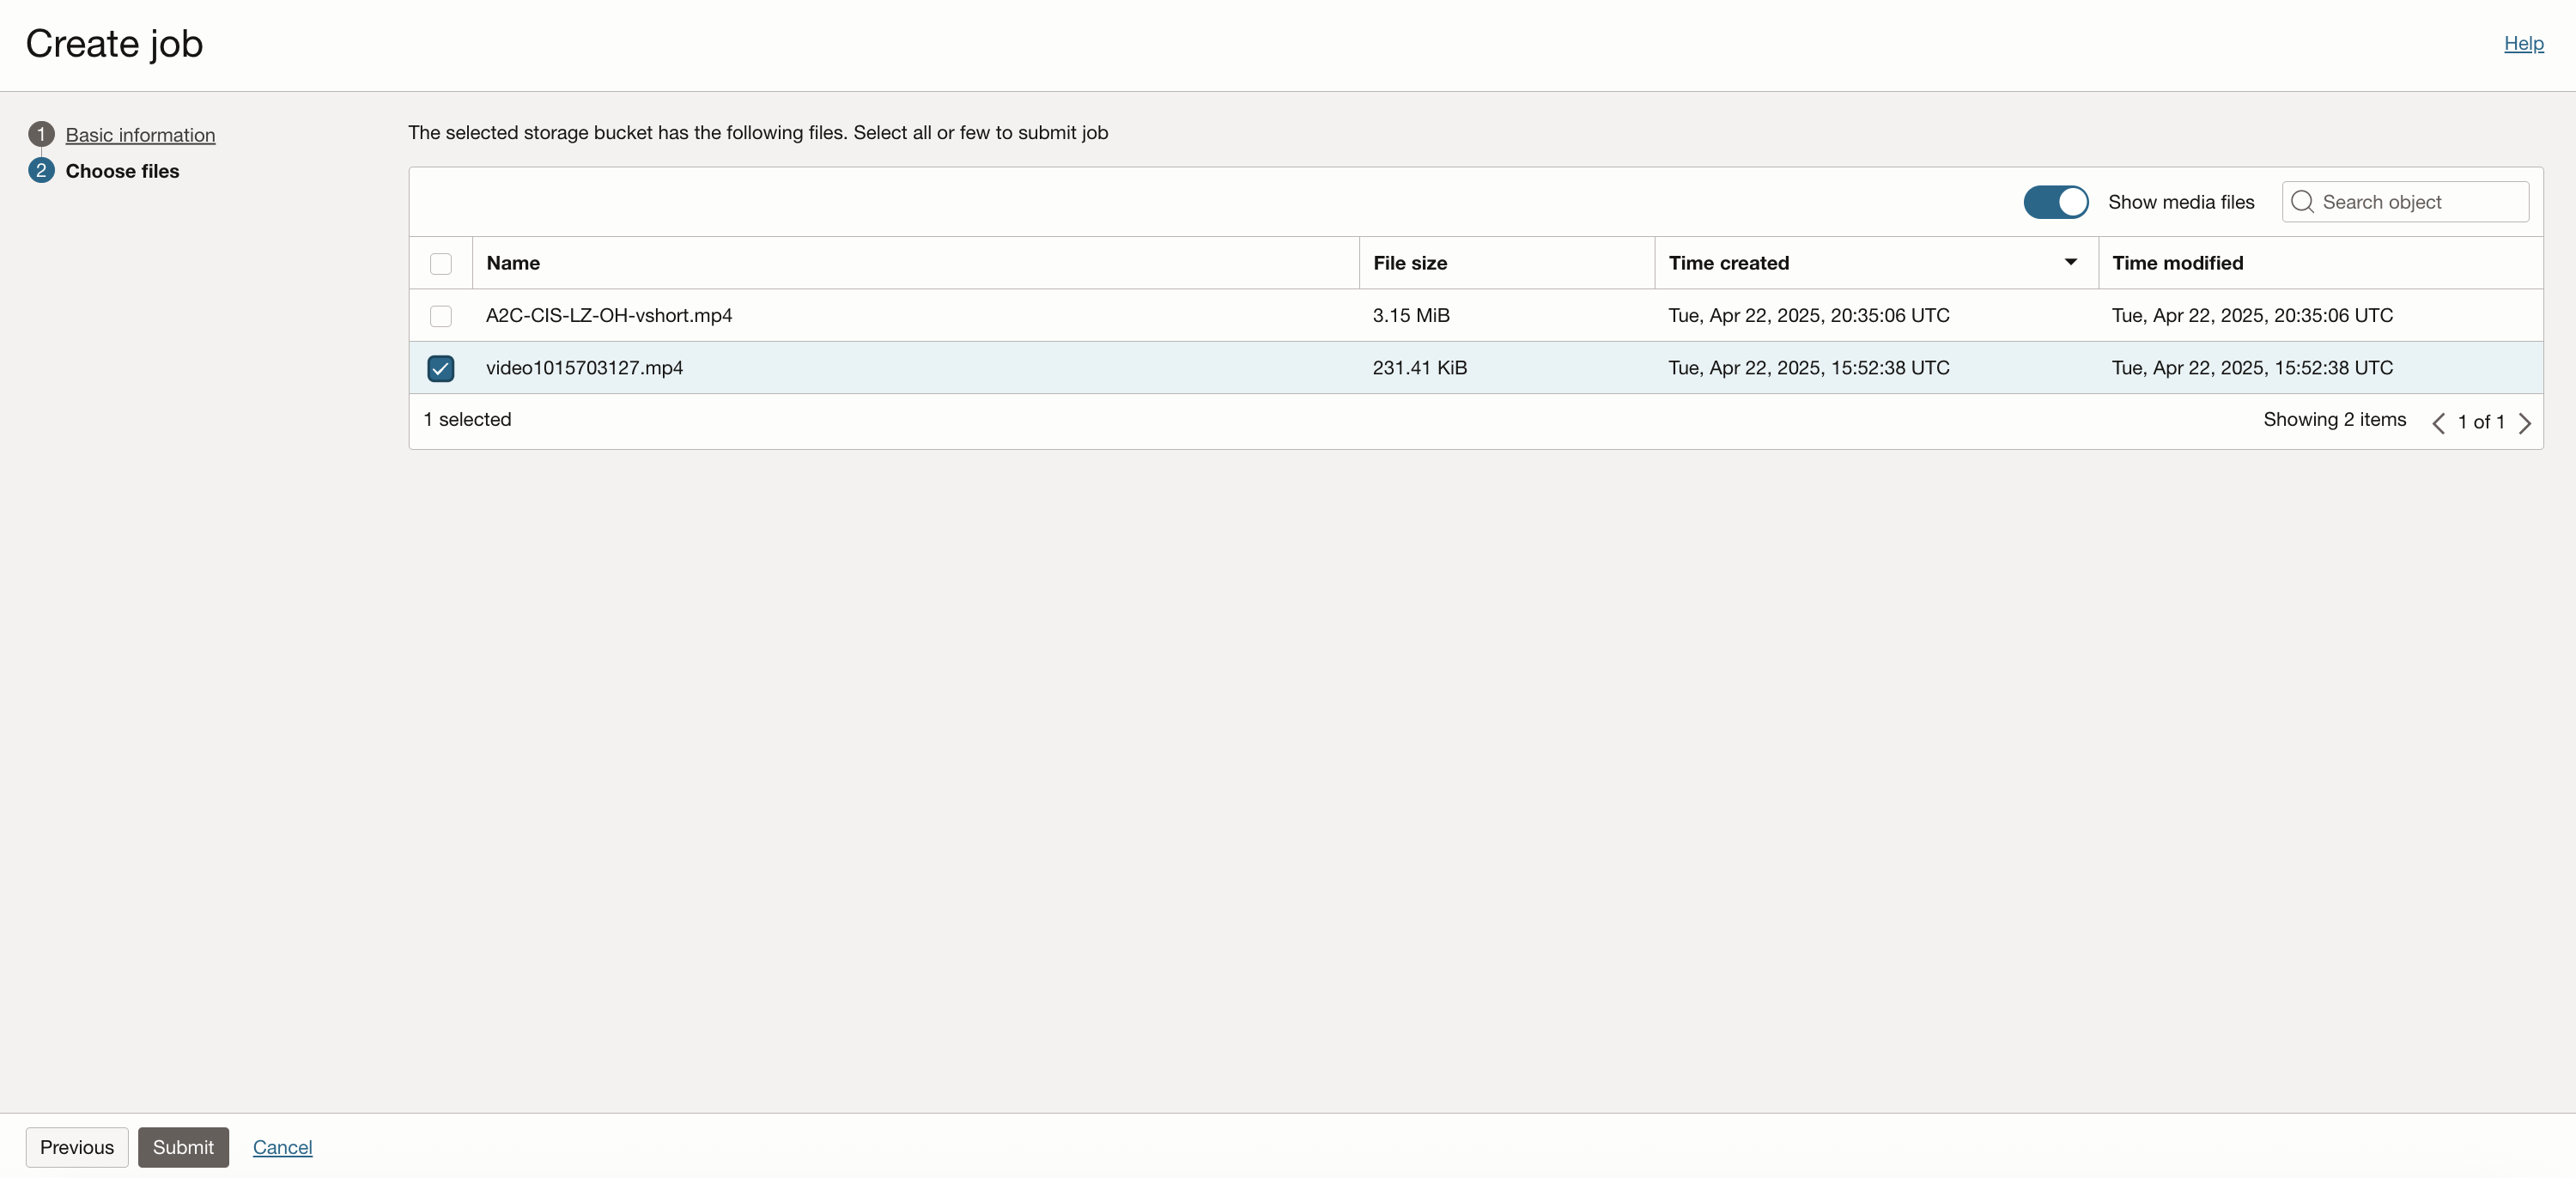 Create job
Help
1 Basic information
2 Choose files
The selected storage bucket has the following files. Select all or few to submit job
Show media files
Search object
Name File size Time created Time modified
A2C-CIS-LZ-OH-vshort.mp4 3.15 MiB Tue, Apr 22, 2025, 20:35:06 UTC Tue, Apr 22, 2025, 20:35:06 UTC
video1015703127.mp4 231.41 KiB Tue, Apr 22, 2025, 15:52:38 UTC Tue, Apr 22, 2025, 15:52:38 UTC
1 selected Showing 2 items 1 of 1
Previous Submit Cancel